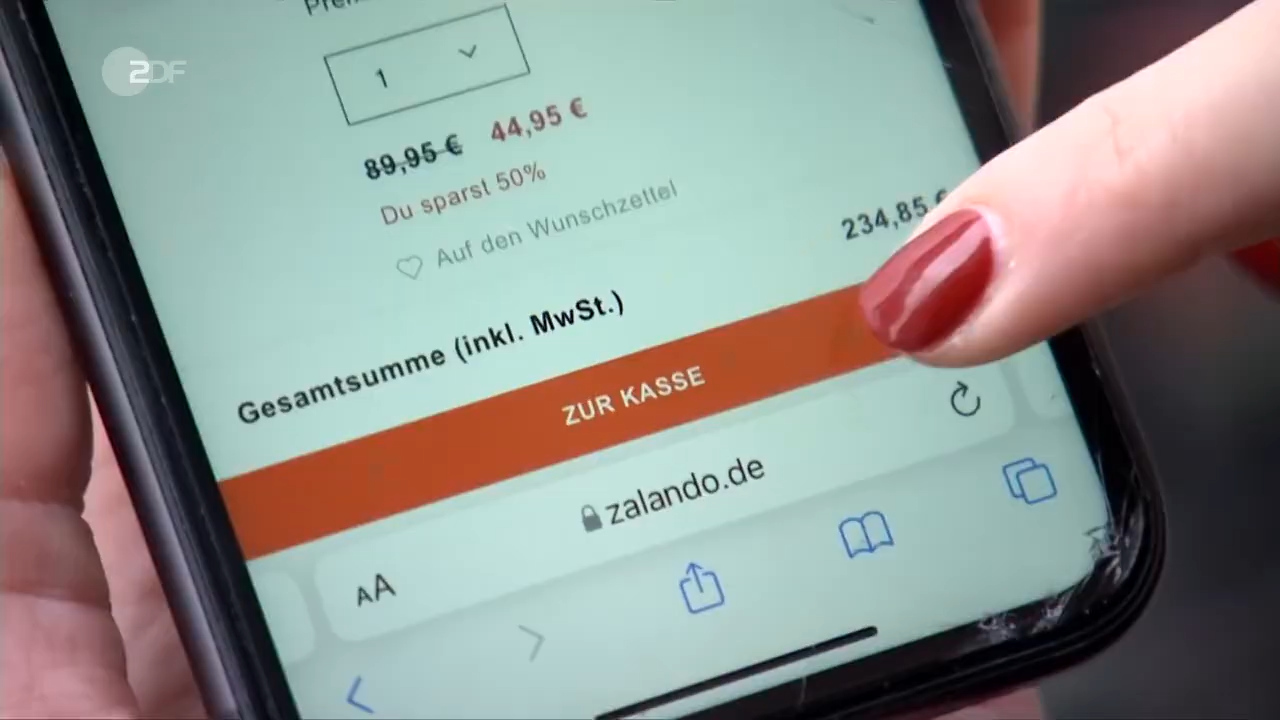 ZDF
1
89,95 € 44,95 €
Du sparst 50%
Auf den Wunschzettel
234,85 €
Gesamtsumme (inkl. MwSt.)
ZUR KASSE
zalando.de
AA